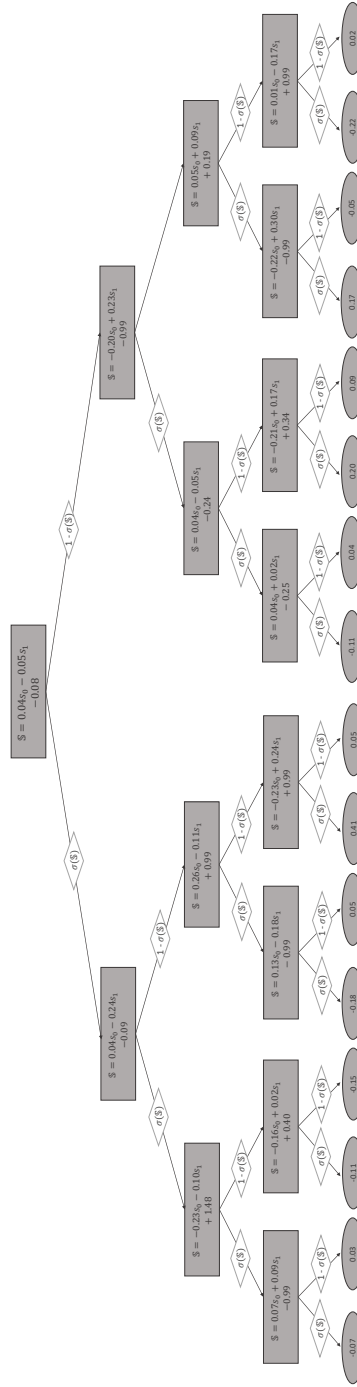 𝕊 = 0.04s₀ − 0.05s₁
−0.08
σ(𝕊)
1 - σ(𝕊)
𝕊 = 0.04s₀ − 0.24s₁
−0.09
𝕊 = −0.20s₀ + 0.23s₁
−0.99
σ(𝕊)
1 - σ(𝕊)
σ(𝕊)
𝕊 = −0.23s₀ − 0.10s₁
+ 1.48
𝕊 = 0.26s₀ − 0.11s₁
+ 0.99
𝕊 = 0.04s₀ − 0.05s₁
−0.24
𝕊 = 0.05s₀ + 0.09s₁
+ 0.19
σ(𝕊)
1 - σ(𝕊)
σ(𝕊)
1 - σ(𝕊)
σ(𝕊)
1 - σ(𝕊)
σ(𝕊)
1 - σ(𝕊)
𝕊 = 0.07s₀ + 0.09s₁
−0.99
𝕊 = −0.16s₀ + 0.02s₁
+ 0.40
𝕊 = 0.13s₀ − 0.18s₁
− 0.99
𝕊 = −0.23s₀ + 0.24s₁
+ 0.99
𝕊 = 0.04s₀ + 0.02s₁
− 0.25
𝕊 = −0.21s₀ + 0.17s₁
+ 0.34
𝕊 = −0.22s₀ + 0.30s₁
−0.99
𝕊 = 0.01s₀ − 0.17s₁
+ 0.99
σ(𝕊)
1 - σ(𝕊)
σ(𝕊)
1 - σ(𝕊)
σ(𝕊)
1 - σ(𝕊)
σ(𝕊)
1 - σ(𝕊)
σ(𝕊)
1 - σ(𝕊)
σ(𝕊)
1 - σ(𝕊)
σ(𝕊)
1 - σ(𝕊)
σ(𝕊)
1 - σ(𝕊)
-0.07
0.03
-0.11
-0.15
-0.18
0.05
0.41
0.05
-0.11
0.04
0.20
0.09
0.17
-0.05
-0.22
0.02